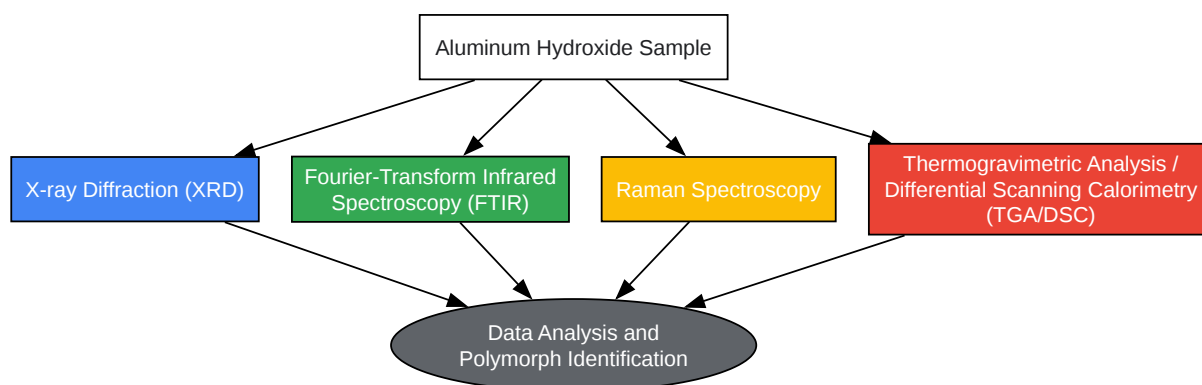 Aluminum Hydroxide Sample
X-ray Diffraction (XRD)
Fourier-Transform Infrared
Spectroscopy (FTIR)
Raman Spectroscopy
Thermogravimetric Analysis /
Differential Scanning Calorimetry
(TGA/DSC)
Data Analysis and
Polymorph Identification